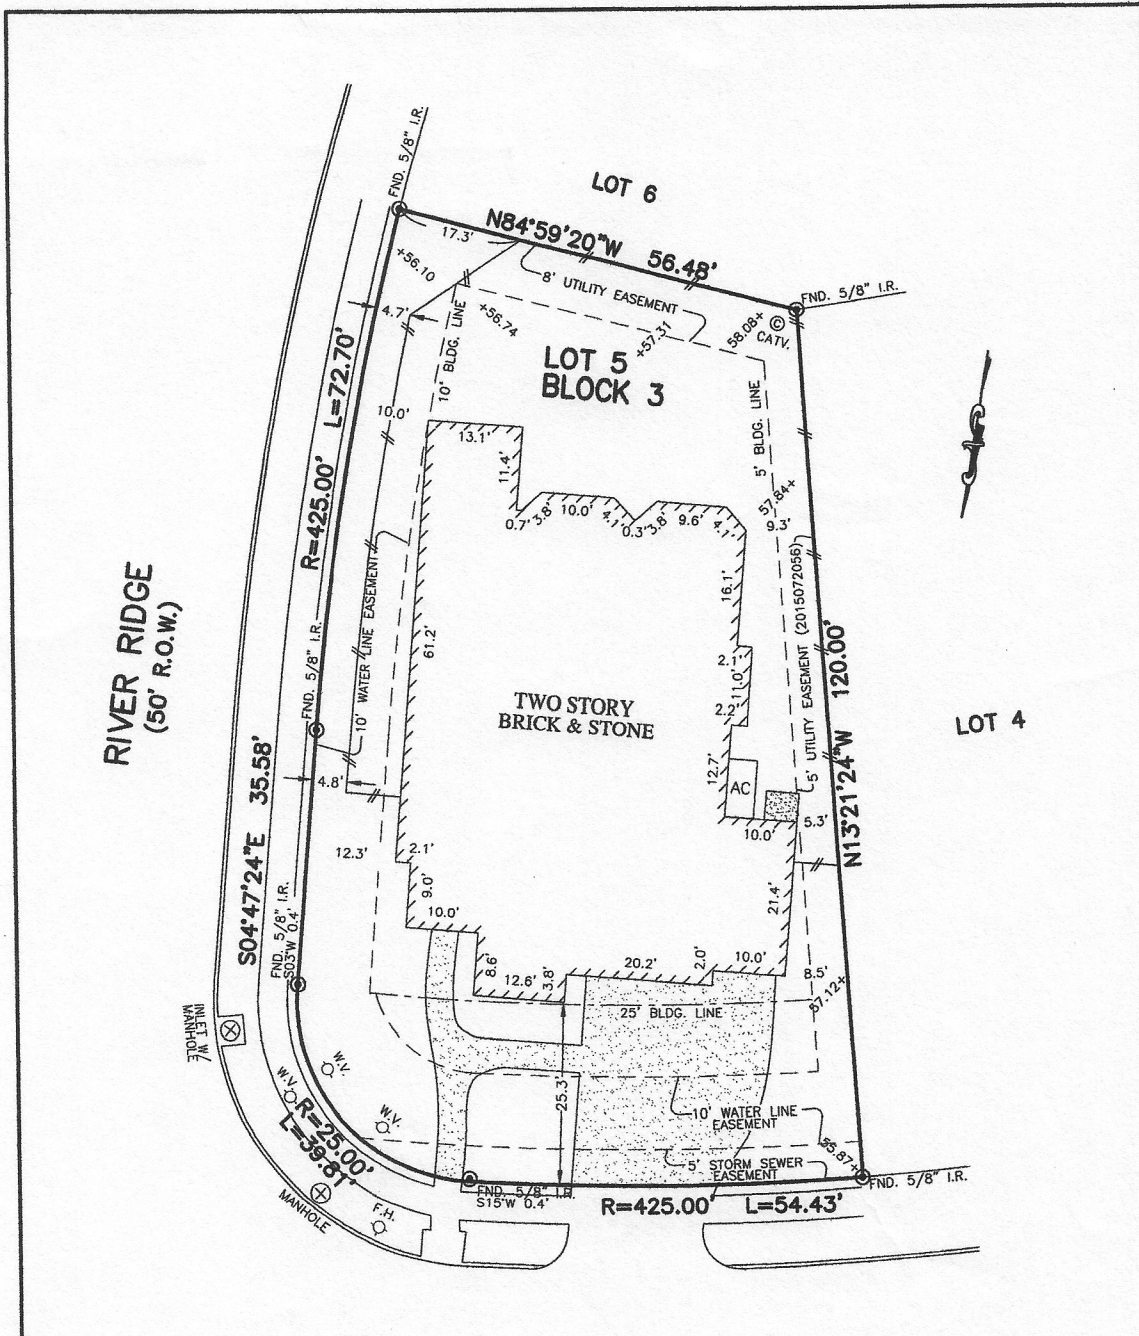 LOT 6
FND. 5/8" I.R.
N84°59'20"W 56.48'
17.3'
8' UTILITY EASEMENT
FND. 5/8" I.R.
+56.10
+56.74
+57.31
58.08+
CATV.
4.7'
10' BLDG. LINE
LOT 5
BLOCK 3
R=425.00' L=72.70'
10.0'
13.1'
11.4'
0.7'
3.8'
10.0'
4.1'
0.3'
3.8'
9.6'
4.1'
5' BLDG. LINE
57.84+
9.3'
16.1'
61.2'
10' WATER LINE EASEMENT
5' UTILITY EASEMENT (2015072056)
N13°21'24"W 120.00'
RIVER RIDGE
(50' R.O.W.)
FND. 5/8" I.R.
2.1'
11.0'
2.2'
TWO STORY
BRICK & STONE
LOT 4
12.7'
AC
4.8'
10.0'
5.3'
S04°47'24"E 35.58'
12.3'
2.1'
9.0'
10.0'
21.4'
FND. 5/8" I.R.
S03°W 0.4'
8.6'
12.6'
3.8'
20.2'
2.0'
10.0'
8.5'
57.12+
25' BLDG. LINE
INLET W/
MANHOLE
W.V.
W.V.
W.V.
25.3'
10' WATER LINE
EASEMENT
R=25.00'
L=39.81'
5' STORM SEWER
EASEMENT
56.87+
FND. 5/8" I.R.
FND. 5/8" I.R.
S15°W 0.4'
R=425.00' L=54.43'
MANHOLE
F.H.